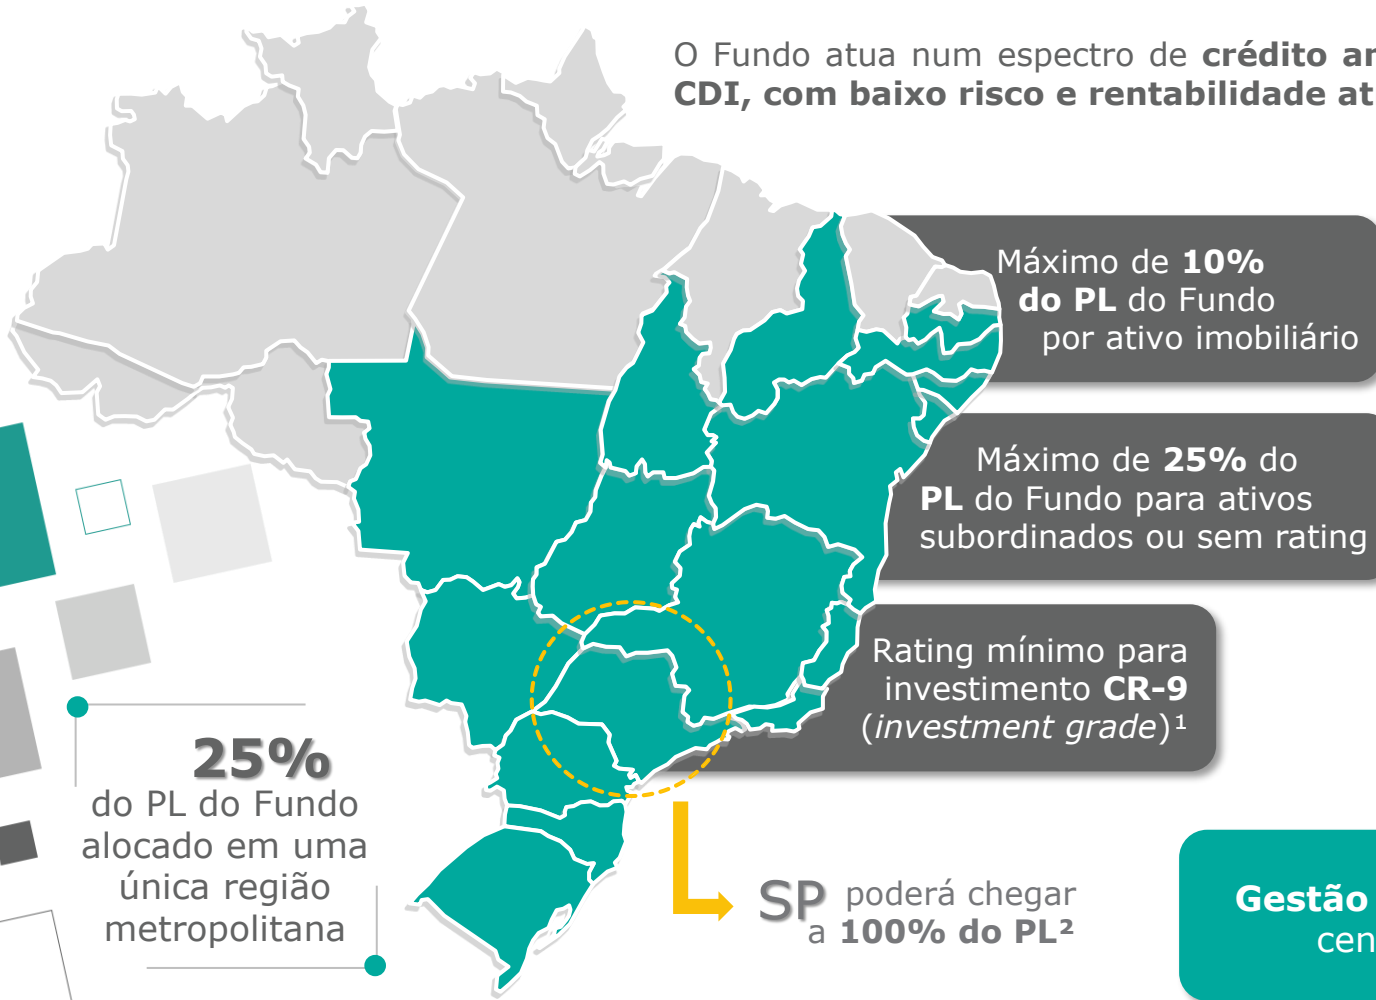 O Fundo atua num espectro de crédito
CDI, com baixo risco e rentabilidade
Máximo de 10%
do PL do Fundo
por ativo imobiliário
Máximo de 25% do
PL do Fundo para ativos
subordinados ou sem rating
Rating mínimo para
investimento CR-9
(investment grade)¹
25%
do PL do Fundo
alocado em uma
única região
metropolitana
SP poderá chegar
a 100% do PL²
Gestão